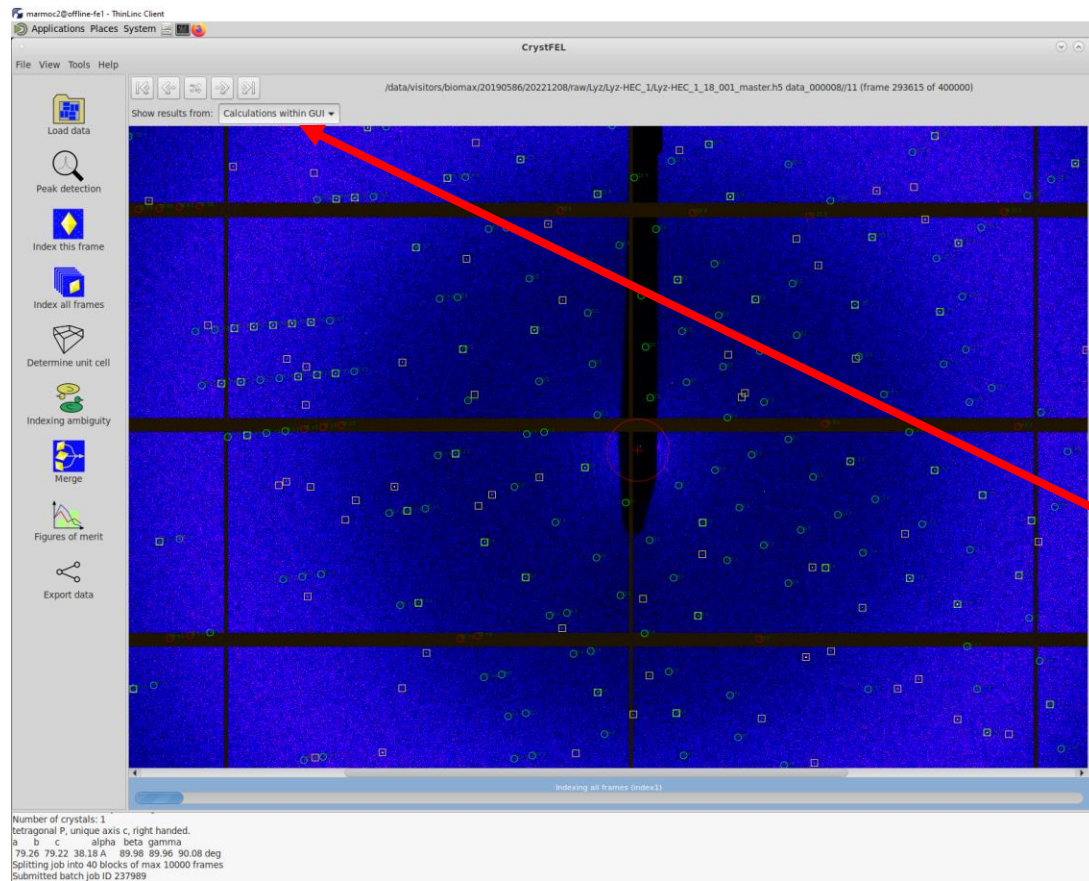 marmoc2@offline-fe1 - ThinLinc Client
Applications Places System
CrystFEL
File View Tools Help
/data/visitors/biomax/20190586/20221208/raw/Lyz/Lyz-HEC_1/Lyz-HEC_1_18_001_master.h5 data_000008//11 (frame 293615 of 400000)
Show results from: Calculations within GUI
Load data
Peak detection
Index this frame
Index all frames
Determine unit cell
Indexing ambiguity
Merge
Figures of merit
Export data
Indexing all frames (index1)
Number of crystals: 1
tetragonal P, unique axis c, right handed.
a b c alpha beta gamma
79.26 79.22 38.18 A 89.98 89.96 90.08 deg
Splitting job into 40 blocks of max 10000 frames
Submitted batch job ID 237989